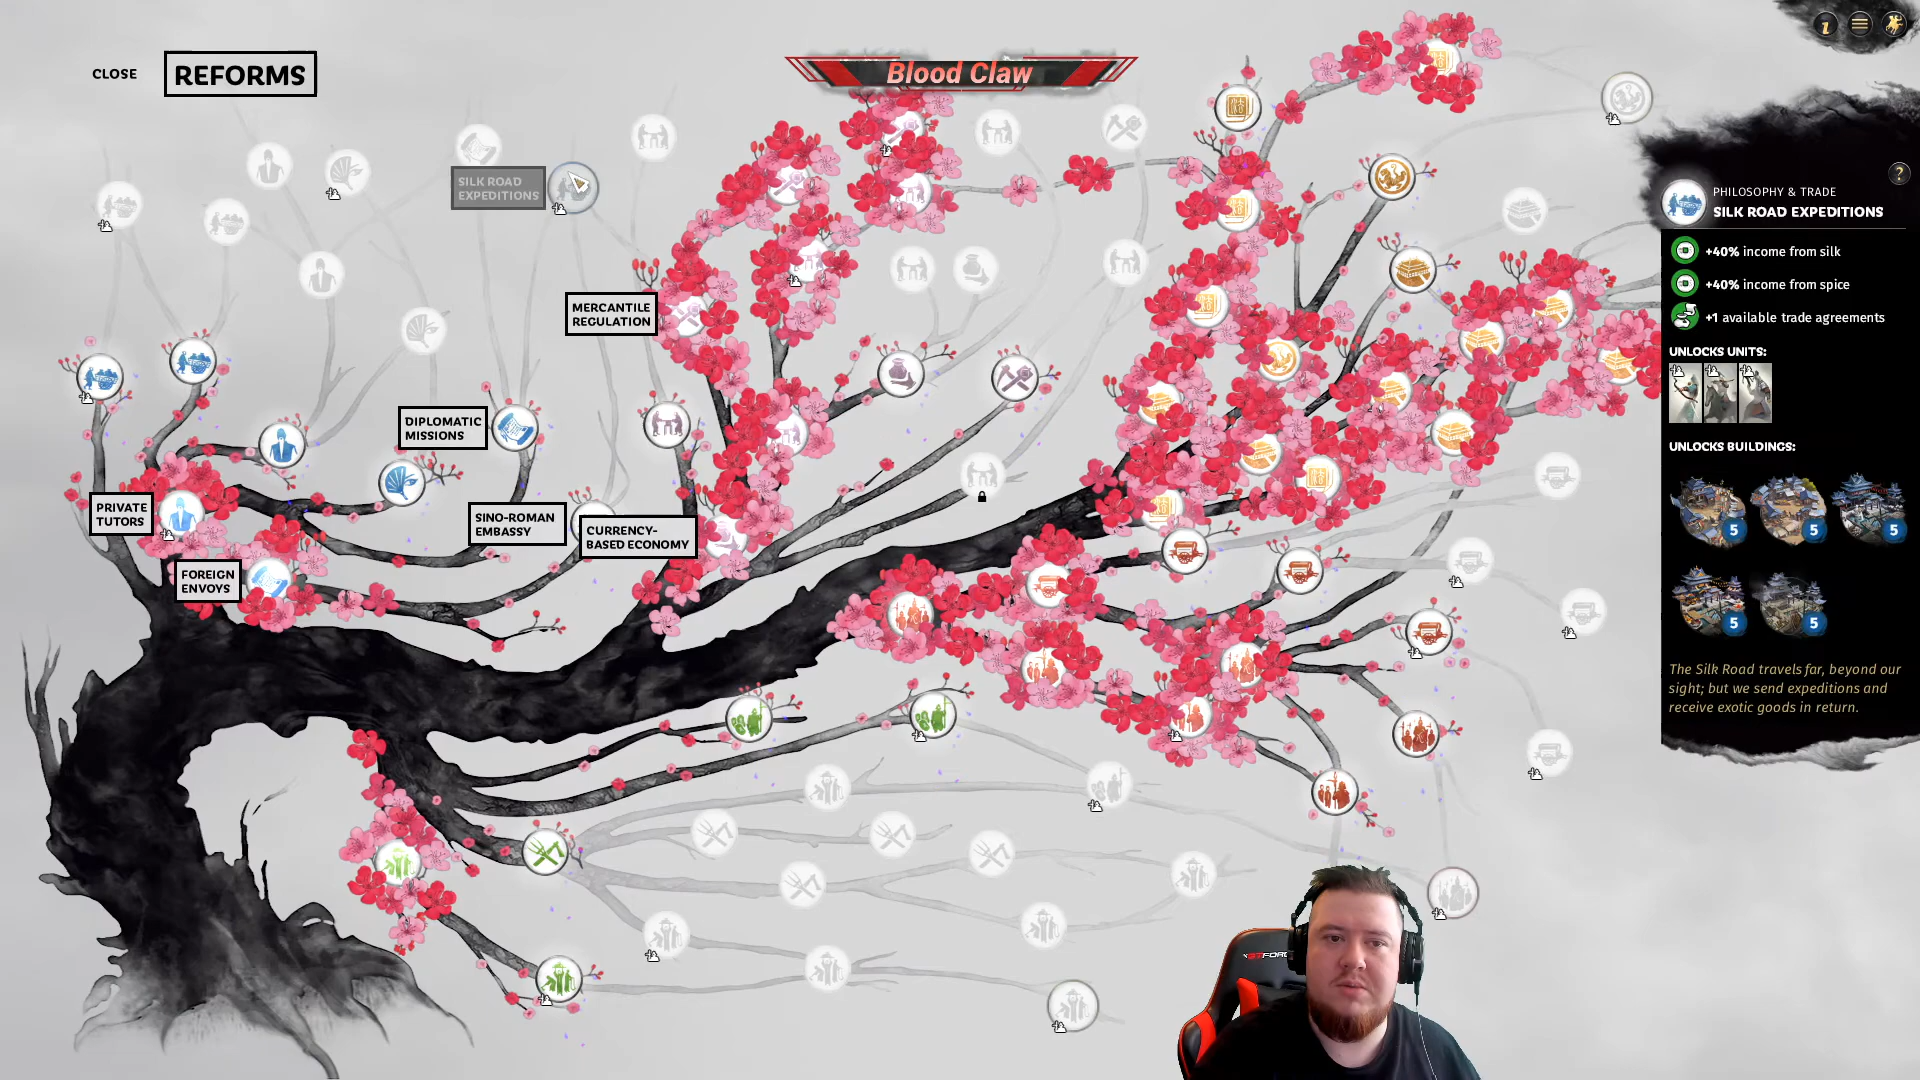 CLOSE
REFORMS
Blood Claw
SILK ROAD
EXPEDITIONS
MERCANTILE
REGULATION
DIPLOMATIC
MISSIONS
PRIVATE
TUTORS
SINO-ROMAN
EMBASSY
CURRENCY-
BASED ECONOMY
FOREIGN
ENVOYS
?
PHILOSOPHY & TRADE
SILK ROAD EXPEDITIONS
+40% income from silk
+40% income from spice
+1 available trade agreements
UNLOCKS UNITS:
UNLOCKS BUILDINGS:
5 5 5
5 5
The Silk Road travels far, beyond our
sight; but we send expeditions and
receive exotic goods in return.